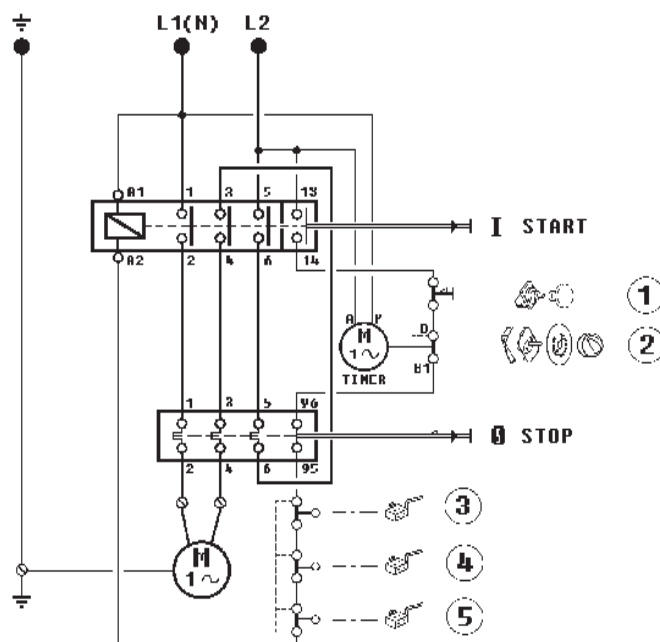 L1(N) L2
A1 1 3 5 13
I START
A2 2 4 6 14
1
A P D
M
1~
2
TIMER B1
1 3 5 96
0 STOP
2 4 6 95
3
M
1~
4
5